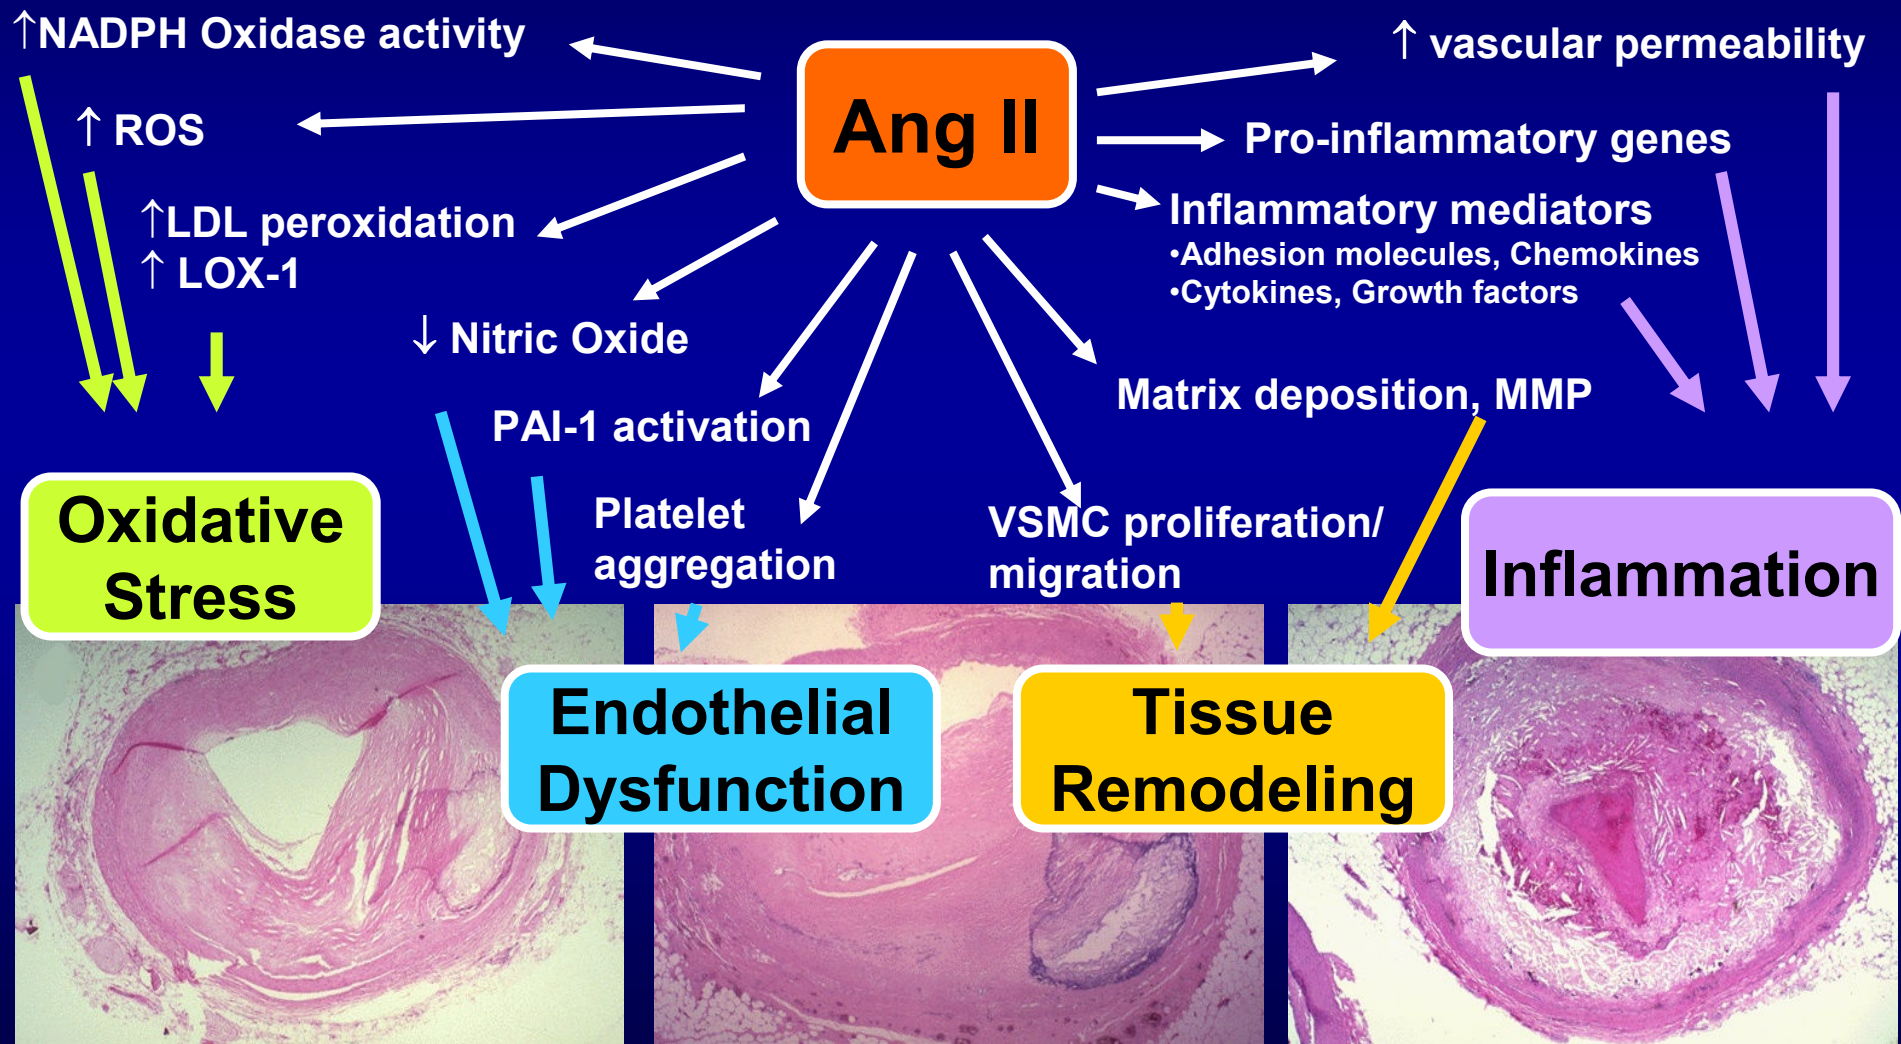 ↑NADPH Oxidase activity
↑ ROS
↑LDL peroxidation
↑ LOX-1
↓ Nitric Oxide
PAI-1 activation
Platelet
aggregation
Ang II
↑ vascular permeability
Pro-inflammatory genes
Inflammatory mediators
•Adhesion molecules, Chemokines
•Cytokines, Growth factors
Matrix deposition, MMP
VSMC proliferation/
migration
Oxidative
Stress
Endothelial
Dysfunction
Tissue
Remodeling
Inflammation